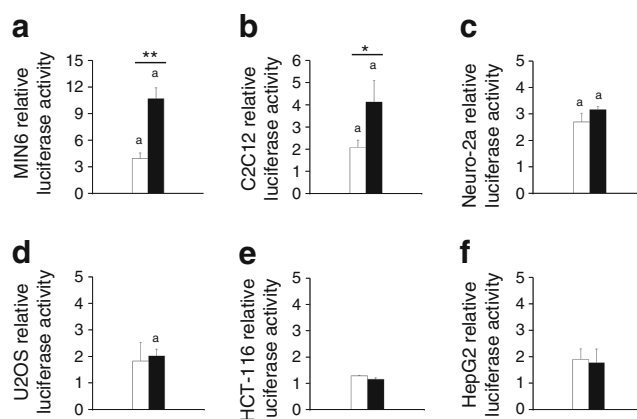 a
MIN6 relative
luciferase activity
15
12
9
6
3
0
a
**
a
b
C2C12 relative
luciferase activity
6
5
4
3
2
1
0
a
*
a
c
Neuro-2a relative
luciferase activity
5
4
3
2
1
0
a a
d
U2OS relative
luciferase activity
5
4
3
2
1
0
a
e
HCT-116 relative
luciferase activity
5
4
3
2
1
0
f
HepG2 relative
luciferase activity
5
4
3
2
1
0